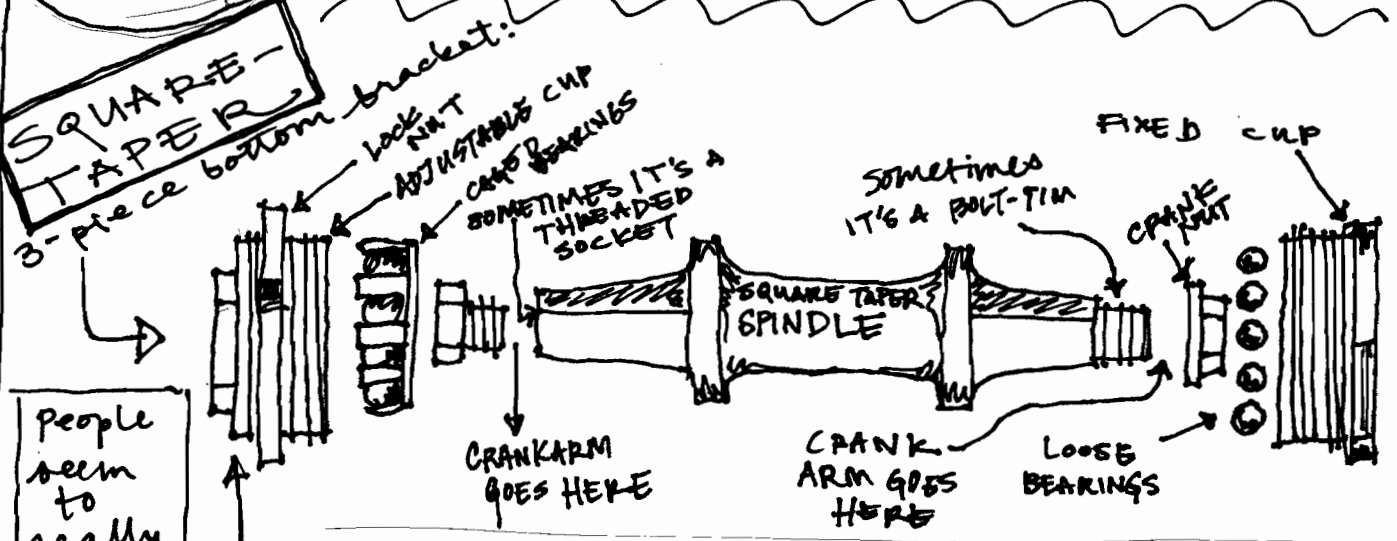 SQUARE-
TAPER
3-piece bottom bracket:
LOCK
NUT
ADJUSTABLE CUP
CAGED
BEARINGS
SOMETIMES IT'S A
THREADED
SOCKET
sometimes
IT'S A BOLT-TIM
CRANK
NUT
FIXED CUP
SQUARE TAPER
SPINDLE
CRANKARM
GOES HERE
CRANK
ARM GOES
HERE
LOOSE
BEARINGS
people
seem
to
really